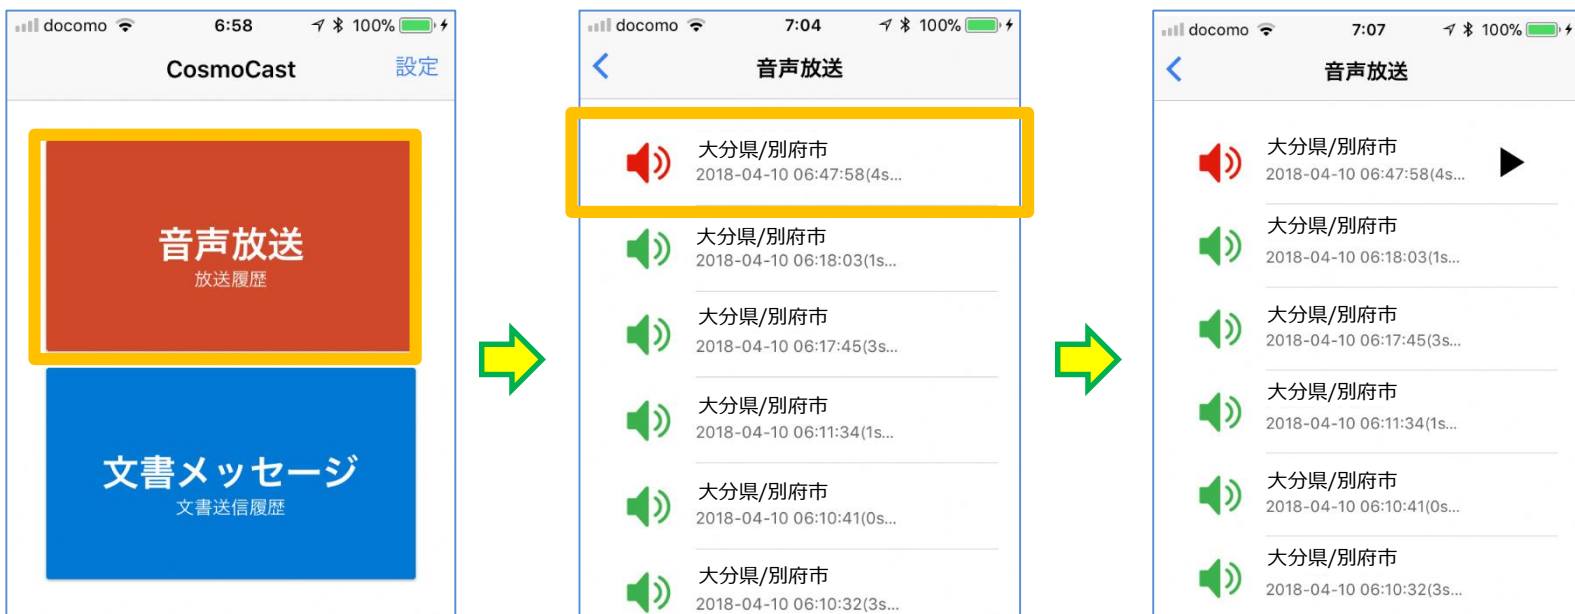 docomo 6:58 100%
CosmoCast 設定
音声放送
放送履歴
文書メッセージ
文書送信履歴
docomo 7:04 100%
音声放送
大分県/別府市
2018-04-10 06:47:58(4s...
大分県/別府市
2018-04-10 06:18:03(1s...
大分県/別府市
2018-04-10 06:17:45(3s...
大分県/別府市
2018-04-10 06:11:34(1s...
大分県/別府市
2018-04-10 06:10:41(0s...
大分県/別府市
2018-04-10 06:10:32(3s...
docomo 7:07 100%
音声放送
大分県/別府市
2018-04-10 06:47:58(4s...
大分県/別府市
2018-04-10 06:18:03(1s...
大分県/別府市
2018-04-10 06:17:45(3s...
大分県/別府市
2018-04-10 06:11:34(1s...
大分県/別府市
2018-04-10 06:10:41(0s...
大分県/別府市
2018-04-10 06:10:32(3s...